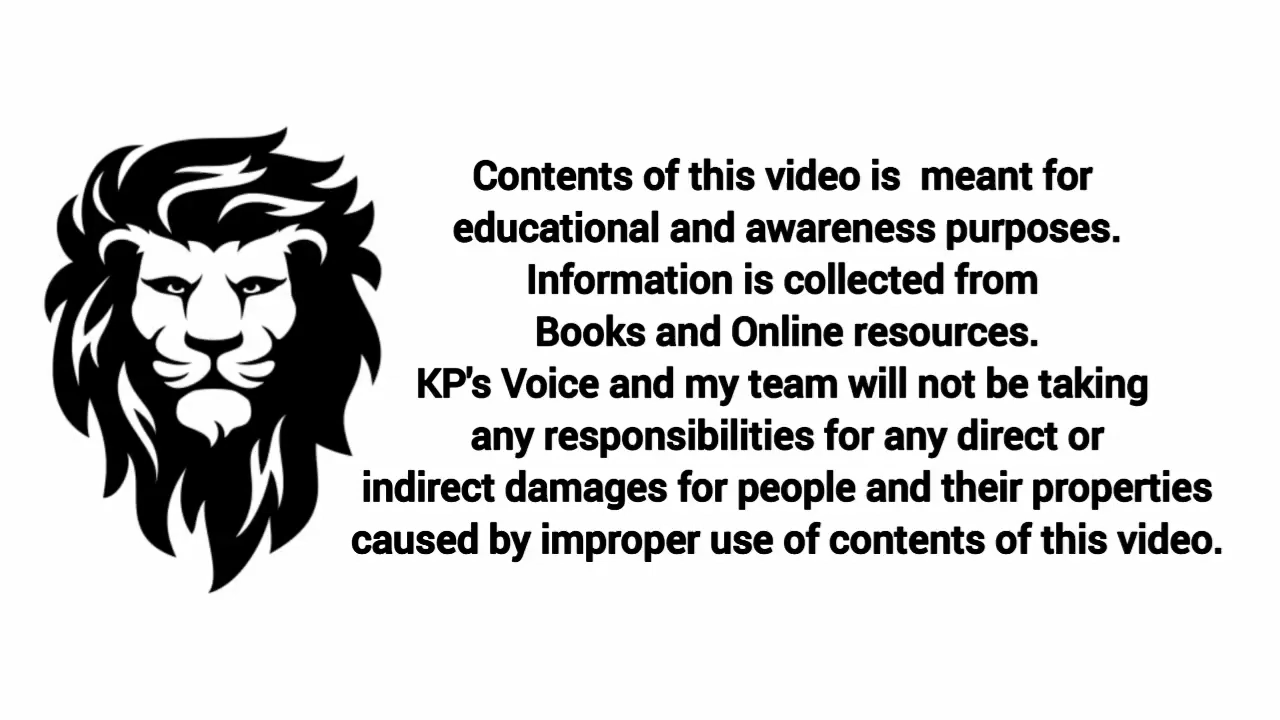 Contents of this video is  meant for
educational and awareness purposes.
Information is collected from
Books and Online resources.
KP's Voice and my team will not be taking
any responsibilities for any direct or
indirect damages for people and their properties
caused by improper use of contents of this video.